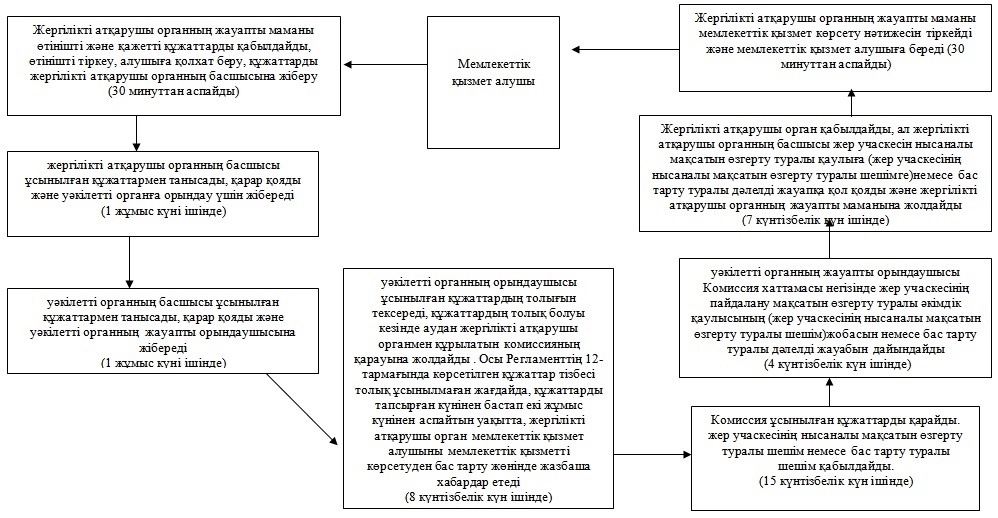 Мемлекеттік
қызмет алушы
Жергілікті атқарушы органның жауапты маманы
өтінішті және қажетті құжаттарды қабылдайды,
өтінішті тіркеу, алушыға қолхат беру, құжаттарды
жергілікті атқарушы органның басшысына жіберу
(30 минуттан аспайды)
жергілікті атқарушы органның басшысы
ұсынылған құжаттармен танысады, қарар қояды
және уәкілетті органға орындау үшін жібереді
(1 жұмыс күні ішінде)
уәкілетті органның басшысы ұсынылған
құжаттармен танысады, қарар қояды және
уәкілетті органның жауапты орындаушысына
жібереді
(1 жұмыс күні ішінде)
уәкілетті органның орындаушысы
ұсынылған құжаттардың толығын
тексереді, құжаттардың толық болуы
кезінде аудан жергілікті атқарушы
органмен құрылатын комиссияның
қарауына жолдайды . Осы Регламенттің 12-
тармағында көрсетілген құжаттар тізбесі
толық ұсынылмаған жағдайда, құжаттарды
тапсырған күнінен бастап екі жұмыс
күнінен аспайтын уақытта, жергілікті
атқарушы орган мемлекеттік қызмет
алушыны мемлекеттік қызметті
көрсетуден бас тарту жөнінде жазбаша
хабардар етеді
(8 күнтізбелік күн ішінде)
Комиссия ұсынылған құжаттарды қарайды.
жер учаскесінің нысаналы мақсатын өзгерту
туралы шешім немесе бас тарту туралы
шешім қабылдайды.
(15 күнтізбелік күн ішінде)
уәкілетті органның жауапты орындаушысы
Комиссия хаттамасы негізінде жер учаскесінің
пайдалану мақсатын өзгерту туралы әкімдік
қаулысының (жер учаскесінің нысаналы мақсатын
өзгерту туралы шешім)жобасын немесе бас тарту
туралы дәлелді жауабын дайындайды
(4 күнтізбелік күн ішінде)
Жергілікті атқарушы орган қабылдайды, ал жергілікті
атқарушы органның басшысы жер учаскесін нысаналы
мақсатын өзгерту туралы қаулыға (жер учаскесінің
нысаналы мақсатын өзгерту туралы шешімге)немесе бас
тарту туралы дәлелді жауапқа қол қояды және жергілікті
атқарушы органның жауапты маманына жолдайды
(7 күнтізбелік күн ішінде)
Жергілікті атқарушы органның жауапты маманы
мемлекеттік қызмет көрсету нәтижесін тіркейді
және мемлекеттік қызмет алушыға береді (30
минуттан аспайды)